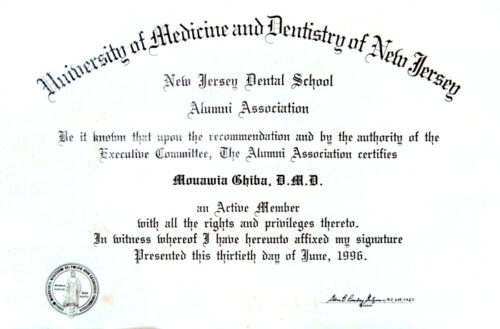 University of Medicine and Dentistry of New Jersey
New Jersey Dental School
Alumni Association
Be it known that upon the recommendation and by the authority of the
Executive Committee, The Alumni Association certifies
Mouawia Ghiba, D.M.D.
an Active Member
with all the rights and privileges thereto.
In witness whereof I have hereunto affixed my signature
Presented this thirtieth day of June, 1996.